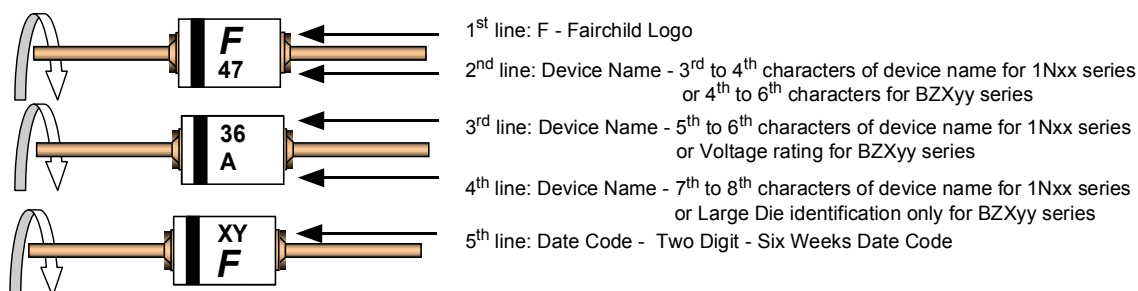 F
47
36
A
XY
F
1st line: F - Fairchild Logo
2nd line: Device Name - 3rd to 4th characters of device name for 1Nxx series
or 4th to 6th characters for BZXyy series
3rd line: Device Name - 5th to 6th characters of device name for 1Nxx series
or Voltage rating for BZXyy series
4th line: Device Name - 7th to 8th characters of device name for 1Nxx series
or Large Die identification only for BZXyy series
5th line: Date Code - Two Digit - Six Weeks Date Code